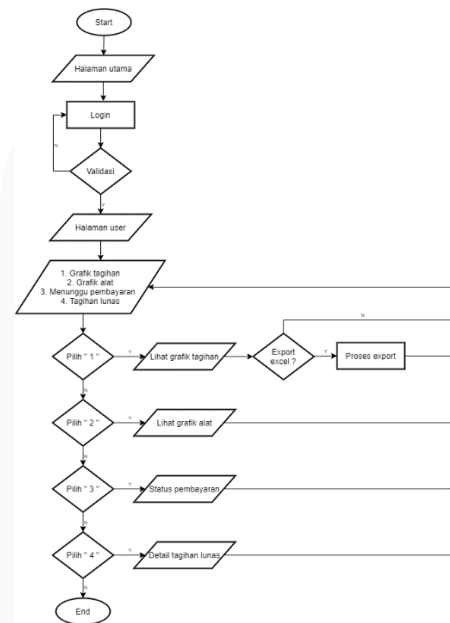 Start
Halaman utama
Login
N
Validasi
Y
Halaman user
1. Grafik tagihan
2. Grafik alat
3. Menunggu pembayaran
4. Tagihan lunas
N
Pilih " 1 "
Y
Lihat grafik tagihan
Export
excel ?
Y
Proses export
N
Pilih " 2 "
Y
Lihat grafik alat
N
Pilih " 3 "
Y
Status pembayaran
N
Pilih " 4 "
Y
Detail tagihan lunas
N
End